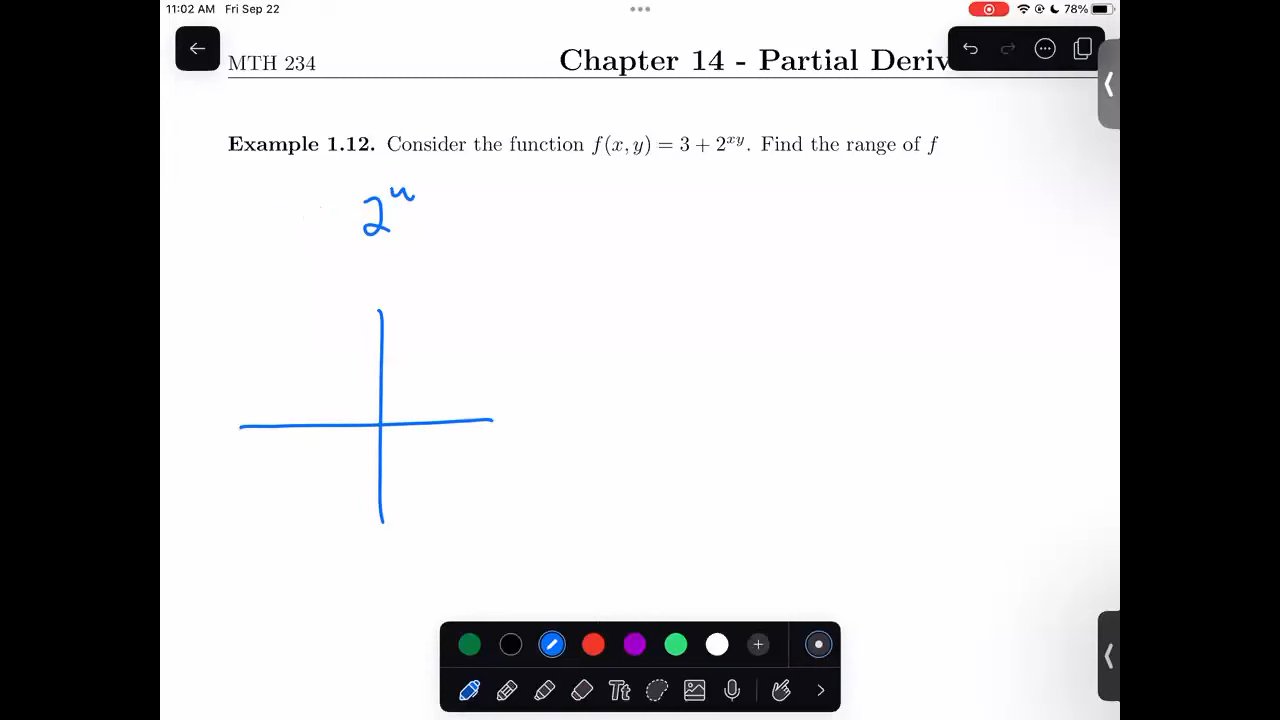 11:02 AM Fri Sep 22
78%
MTH 234
Chapter 14 - Partial Deriv
Example 1.12. Consider the function f(x, y) = 3 + 2^{xy}. Find the range of f
2^u
Tt